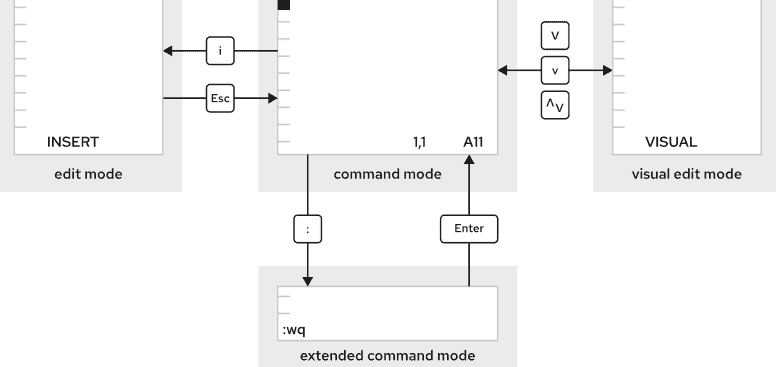 V
i
v
Esc
^V
INSERT
1,1 A11
VISUAL
edit mode
command mode
visual edit mode
:
Enter
:wq
extended command mode